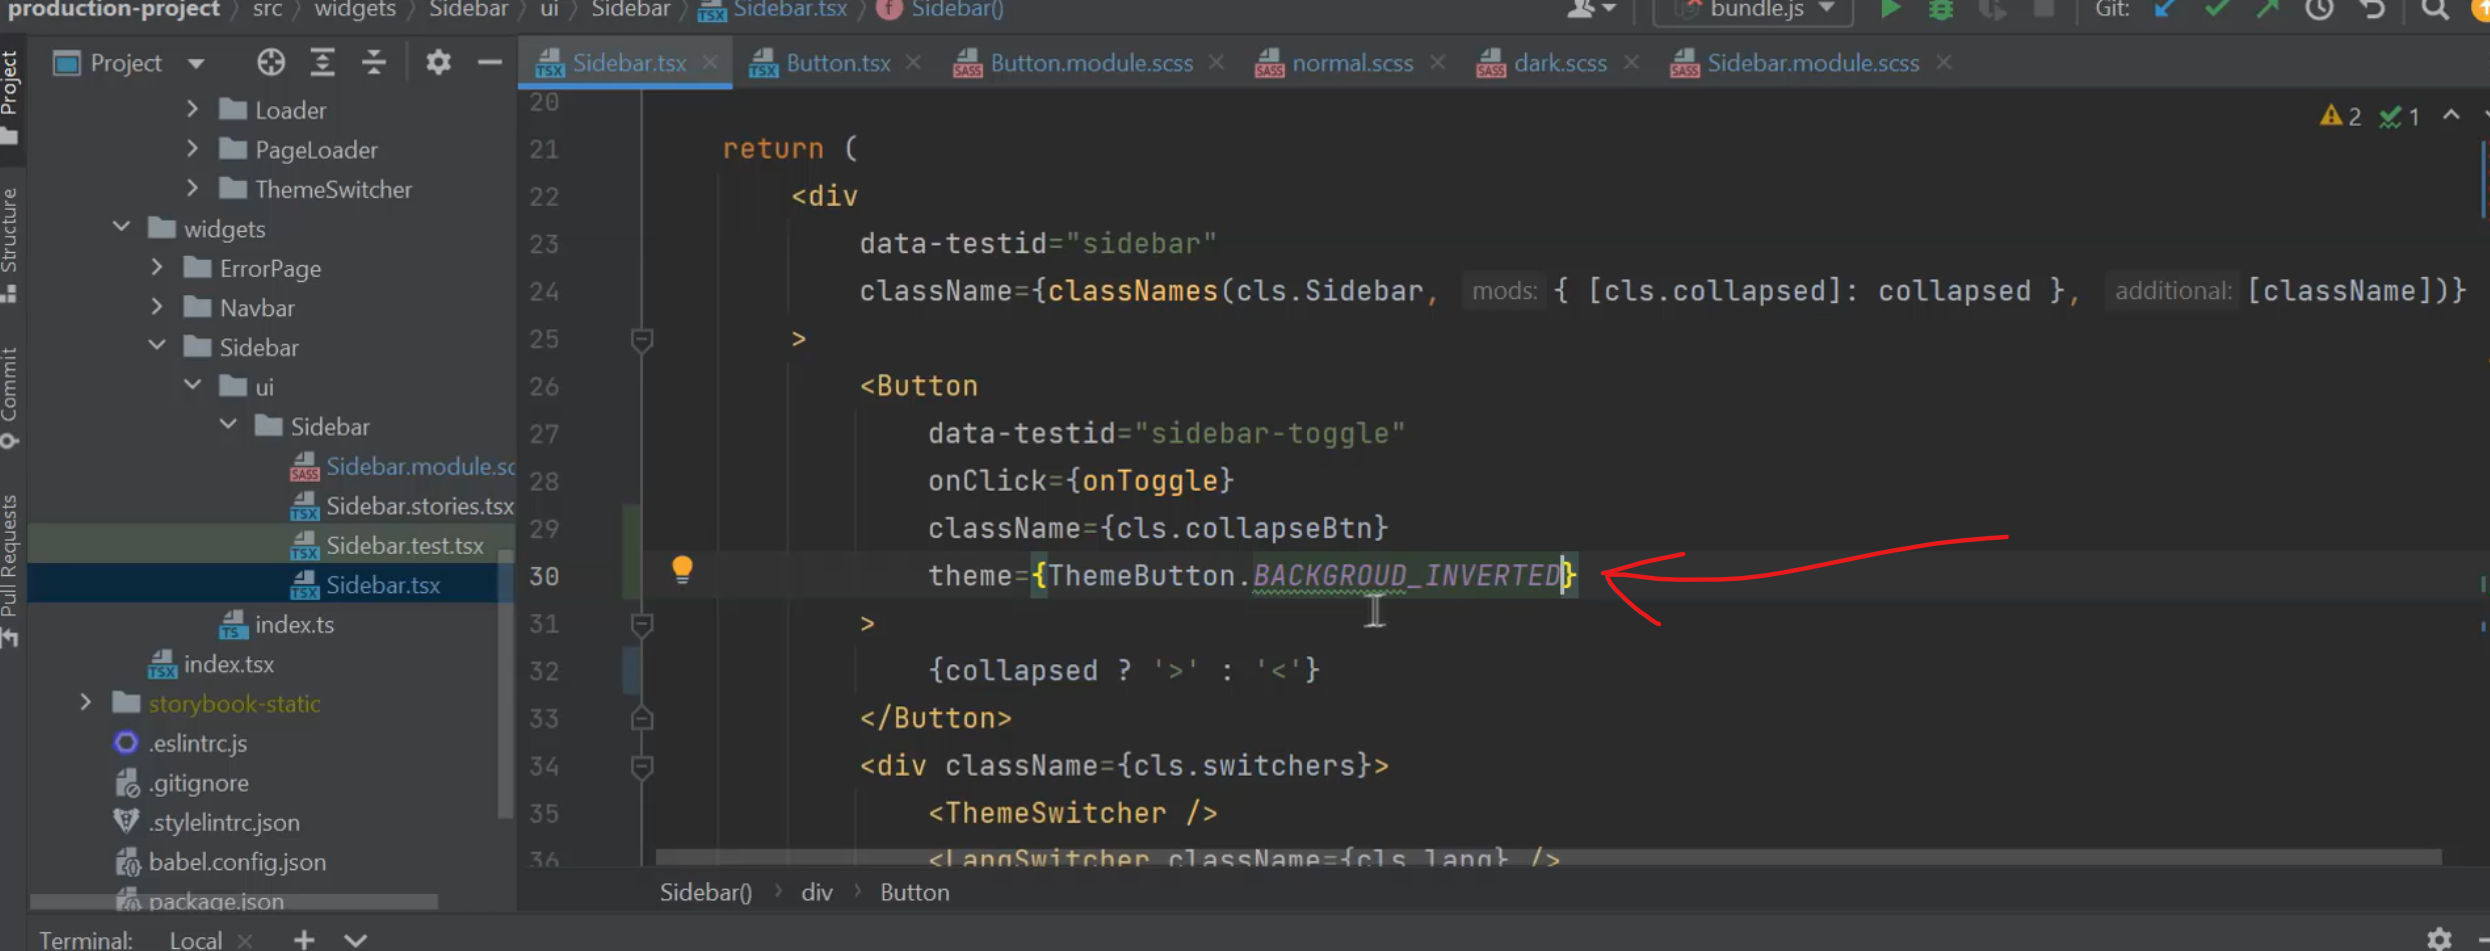 production-project src widgets Sidebar ui Sidebar Sidebar.tsx Sidebar()
bundle.js Git:
Project
Sidebar.tsx Button.tsx Button.module.scss normal.scss dark.scss Sidebar.module.scss
Project
Structure
Commit
Pull Requests
Loader
PageLoader
ThemeSwitcher
widgets
ErrorPage
Navbar
Sidebar
ui
Sidebar
Sidebar.module.sc
Sidebar.stories.tsx
Sidebar.test.tsx
Sidebar.tsx
index.ts
index.tsx
storybook-static
.eslintrc.js
.gitignore
.stylelintrc.json
babel.config.json
package.json
2 1
20
21 return (
22 <div
23 data-testid="sidebar"
24 className={classNames(cls.Sidebar, mods: { [cls.collapsed]: collapsed }, additional: [className])}
25 >
26 <Button
27 data-testid="sidebar-toggle"
28 onClick={onToggle}
29 className={cls.collapseBtn}
30 theme={ThemeButton.BACKGROUD_INVERTED}
31 >
32 {collapsed ? '>' : '<'}
33 </Button>
34 <div className={cls.switchers}>
35 <ThemeSwitcher />
36 <LangSwitcher className={cls.lang} />
Sidebar() div Button
Terminal: Local